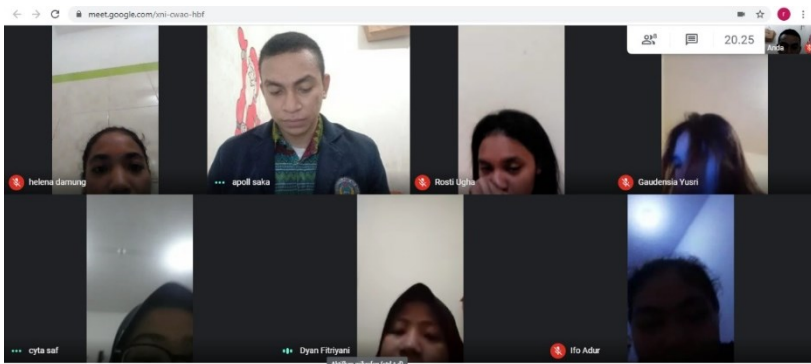 meet.google.com/xni-cwao-hbf
20.25
Anda
helena damung
apoll saka
Rosti Ugha
Gaudensia Yusri
cyta saf
Dyan Fitriyani
Ifo Adur